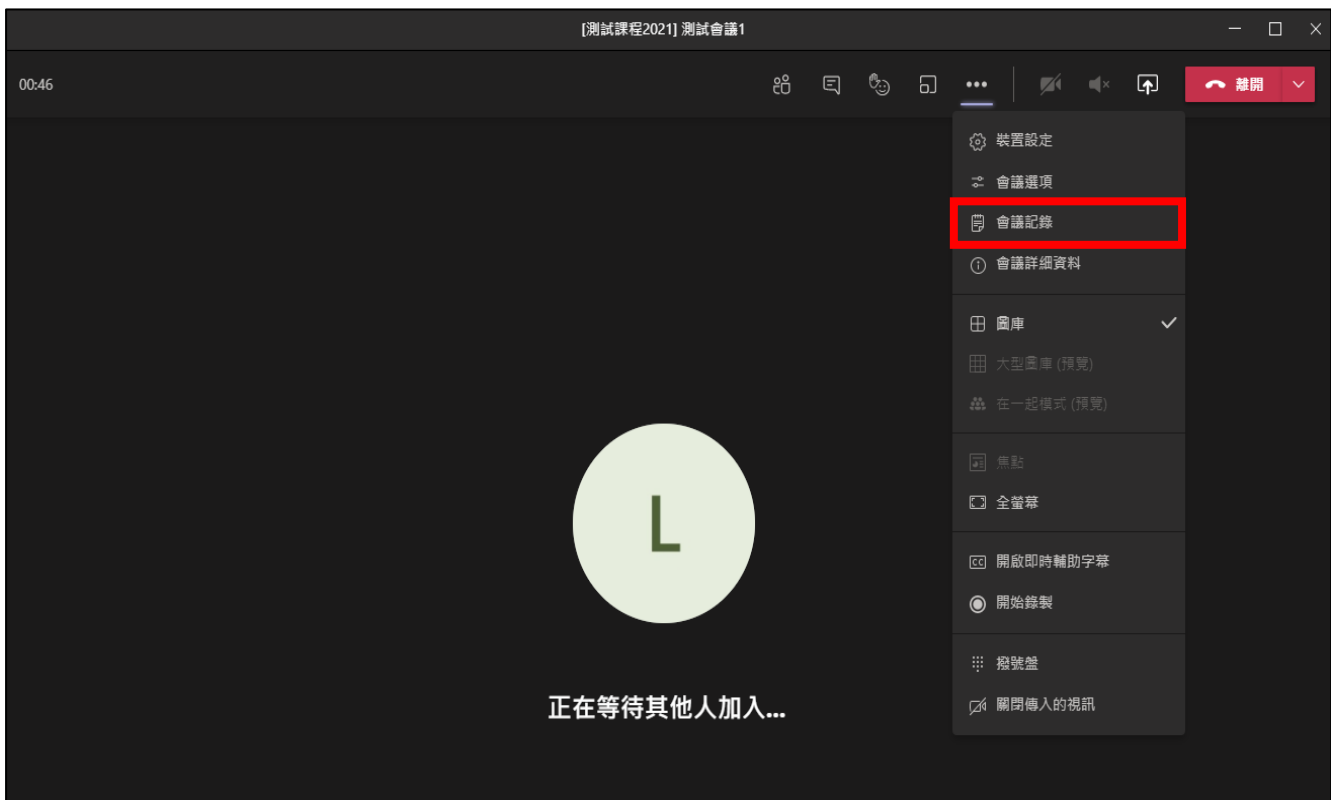 [測試課程2021] 測試會議1
00:46
離開
裝置設定
會議選項
會議記錄
會議詳細資料
圖庫
大型圖庫 (預覽)
在一起模式 (預覽)
焦點
全螢幕
CC 開啟即時輔助字幕
開始錄製
撥號盤
關閉傳入的視訊
L
正在等待其他人加入...